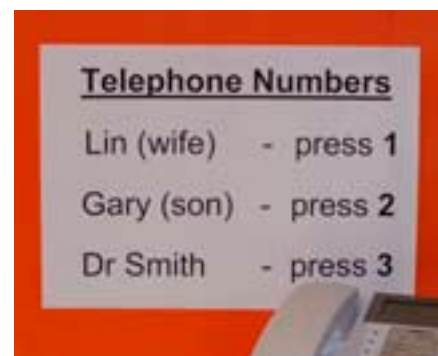 Telephone Numbers
Lin (wife) - press 1
Gary (son) - press 2
Dr Smith - press 3